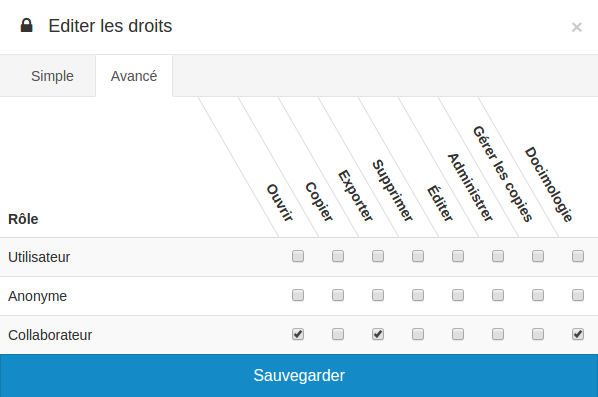 Editer les droits
×
Simple
Avancé
Rôle
Ouvrir
Copier
Exporter
Supprimer
Éditer
Administrer
Gérer les copies
Docimologie
Utilisateur
Anonyme
Collaborateur
Sauvegarder